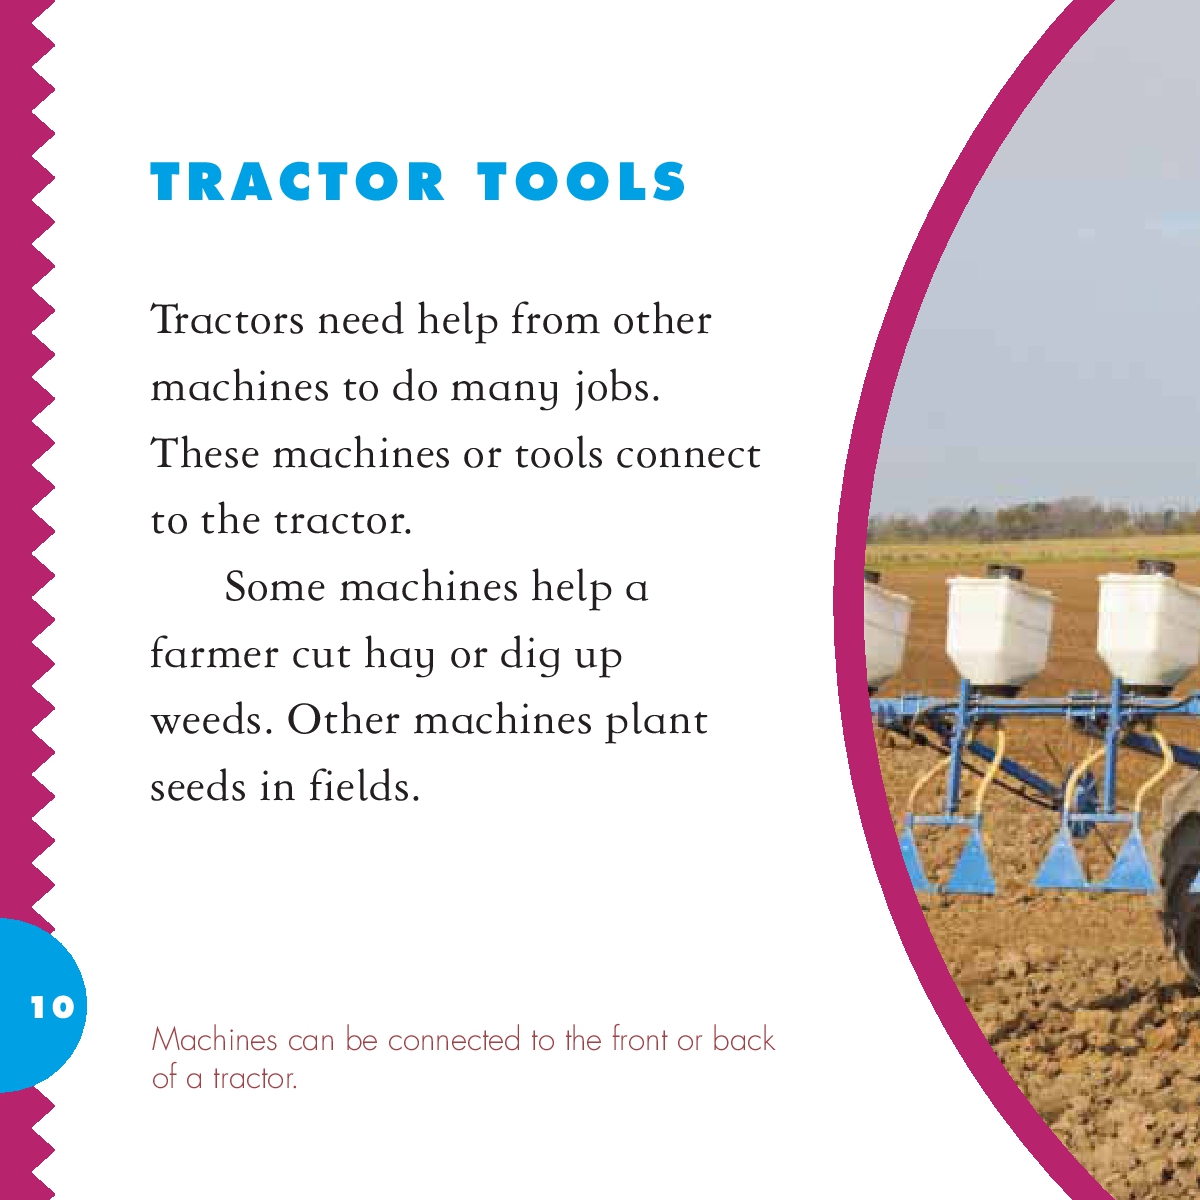 TRACTOR TOOLS
Tractors need help from other
machines to do many jobs.
These machines or tools connect
to the tractor.
Some machines help a
farmer cut hay or dig up
weeds. Other machines plant
seeds in fields.
10
Machines can be connected to the front or back
of a tractor.